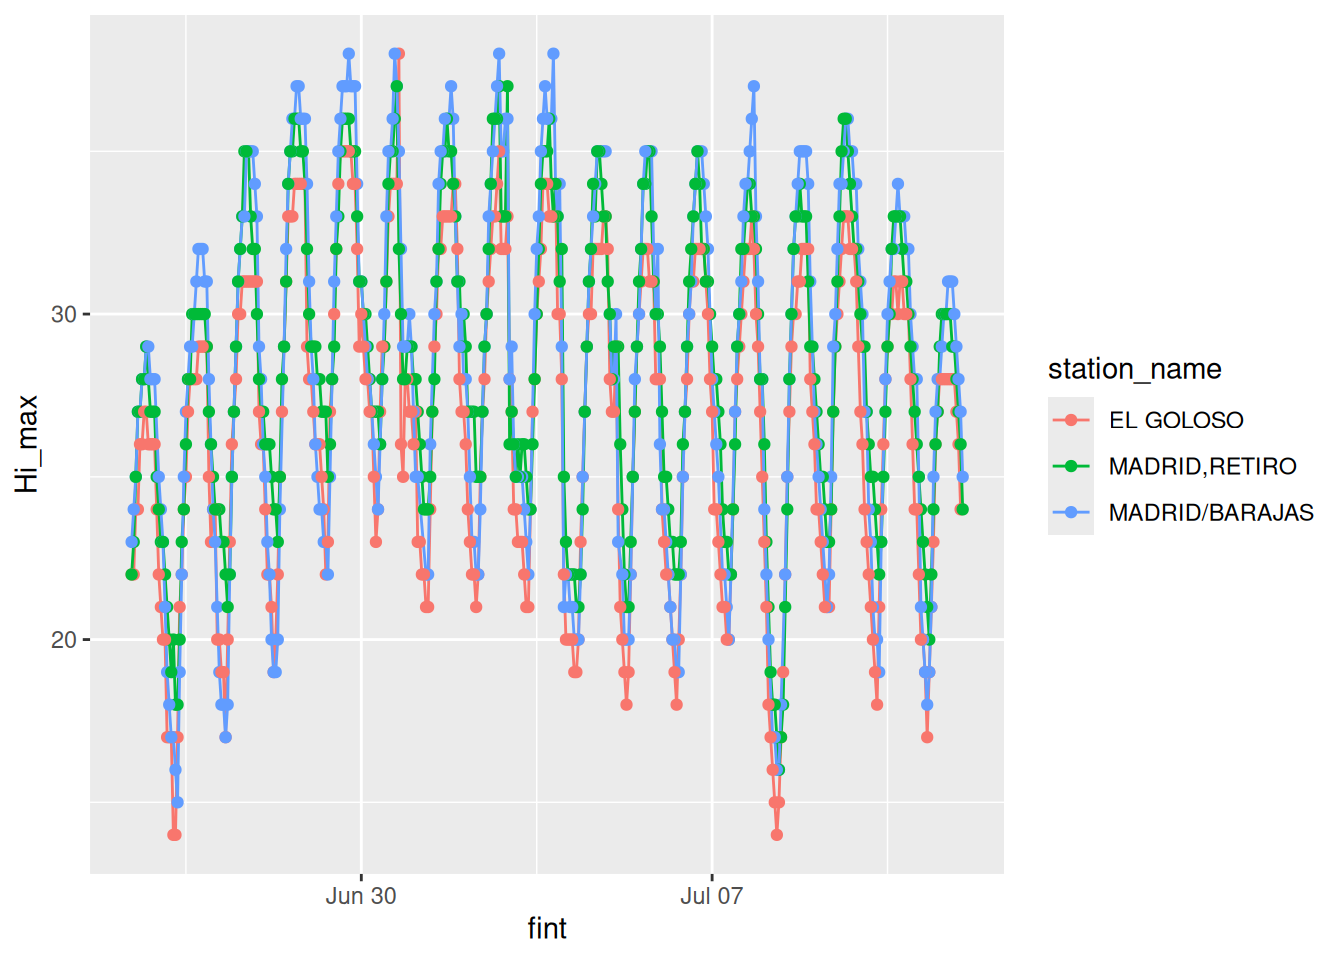 Hi_max
30
20
Jun 30
Jul 07
fint
station_name
EL GOLOSO
MADRID,RETIRO
MADRID/BARAJAS